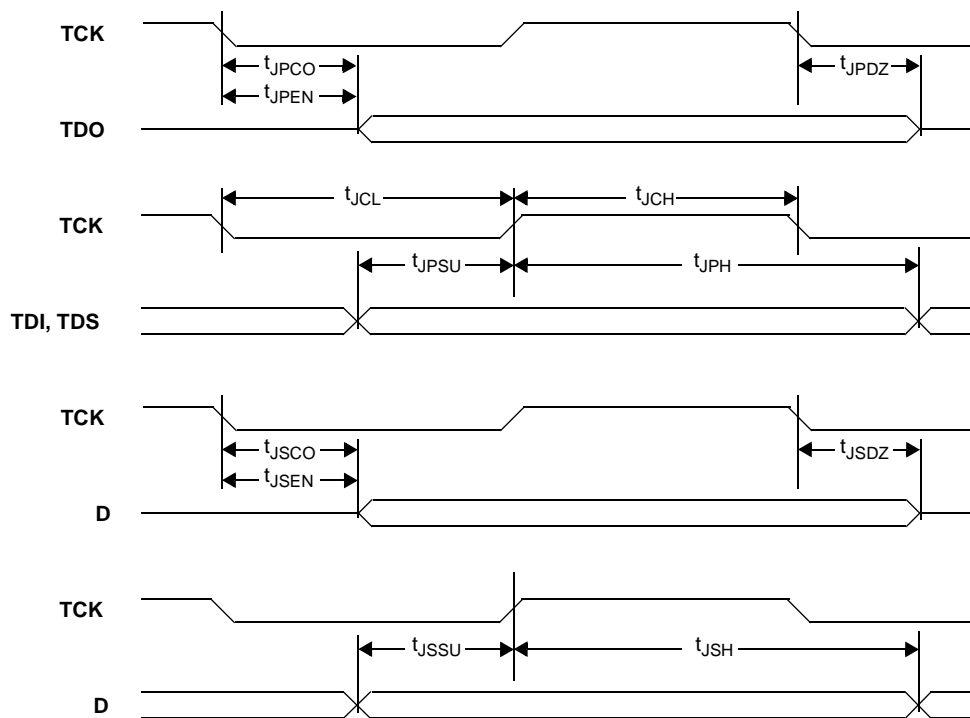 TCK
tJPCO tJPDZ
tJPEN
TDO
tJCL tJCH
TCK
tJPSU tJPH
TDI, TDS
TCK
tJSCO tJSDZ
tJSEN
D
TCK
tJSSU tJSH
D